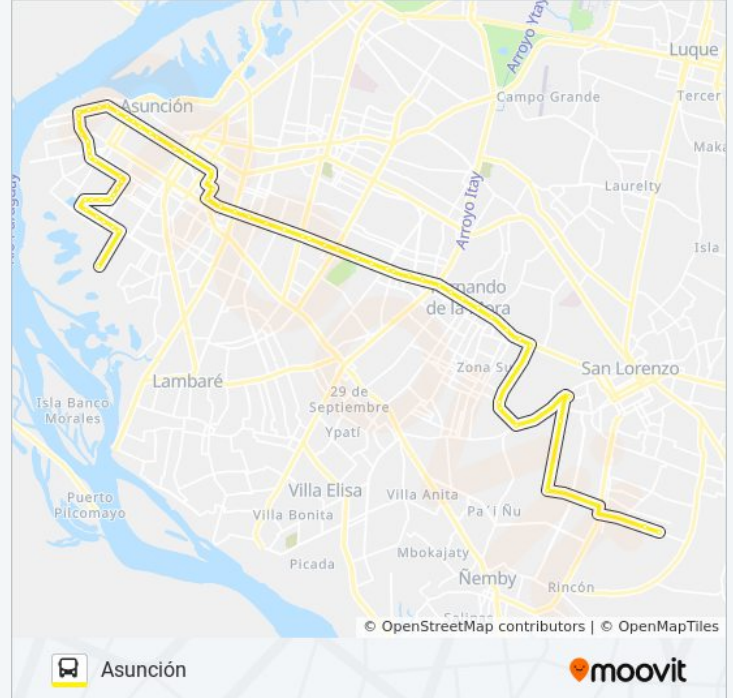 Arroyo Ytay
Luque
Asunción
Campo Grande
Tercer
Maka
Arroyo Itay
Laurelty
Isla
Fernando
de la Mora
Zona Su
San Lorenzo
Lambaré
29 de
Septiembre
Isla Banco
Morales
Ypatí
Villa Elisa
Villa Anita
Puerto
Pilcomayo
Villa Bonita
Pa´i Ñu
Mbokajaty
Picada
Ñemby
Rincón
© OpenStreetMap contributors | © OpenMapTiles
Asunción
moovit